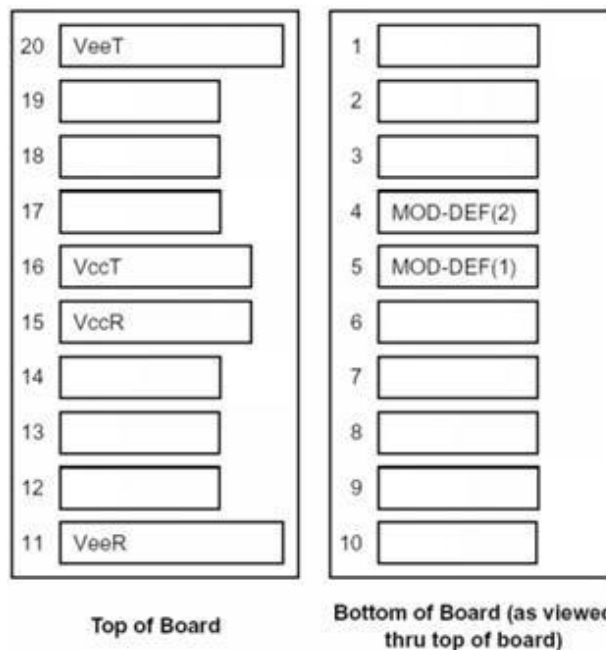 20 VeeT
19
18
17
16 VccT
15 VccR
14
13
12
11 VeeR
Top of Board
1
2
3
4 MOD-DEF(2)
5 MOD-DEF(1)
6
7
8
9
10
Bottom of Board (as viewed
thru top of board)